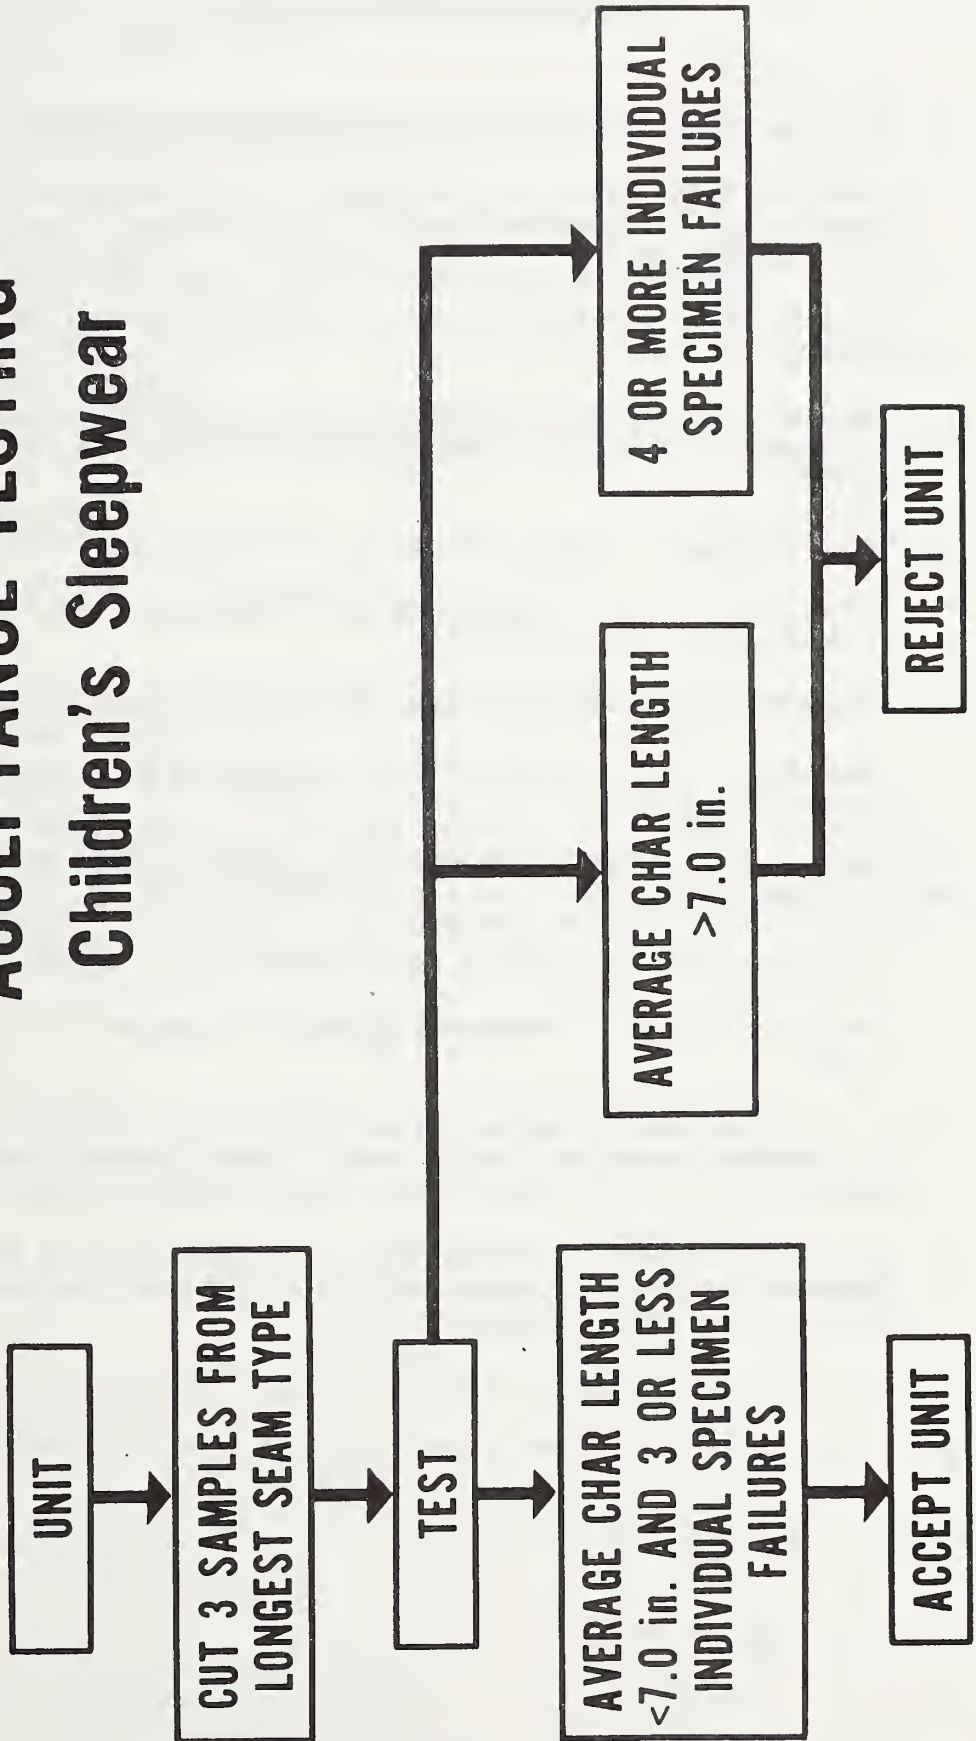 ACCEPTANCE TESTING
Children's Sleepwear
UNIT
CUT 3 SAMPLES FROM
LONGEST SEAM TYPE
TEST
AVERAGE CHAR LENGTH
<7.0 in. AND 3 OR LESS
INDIVIDUAL SPECIMEN
FAILURES
ACCEPT UNIT
AVERAGE CHAR LENGTH
>7.0 in.
4 OR MORE INDIVIDUAL
SPECIMEN FAILURES
REJECT UNIT